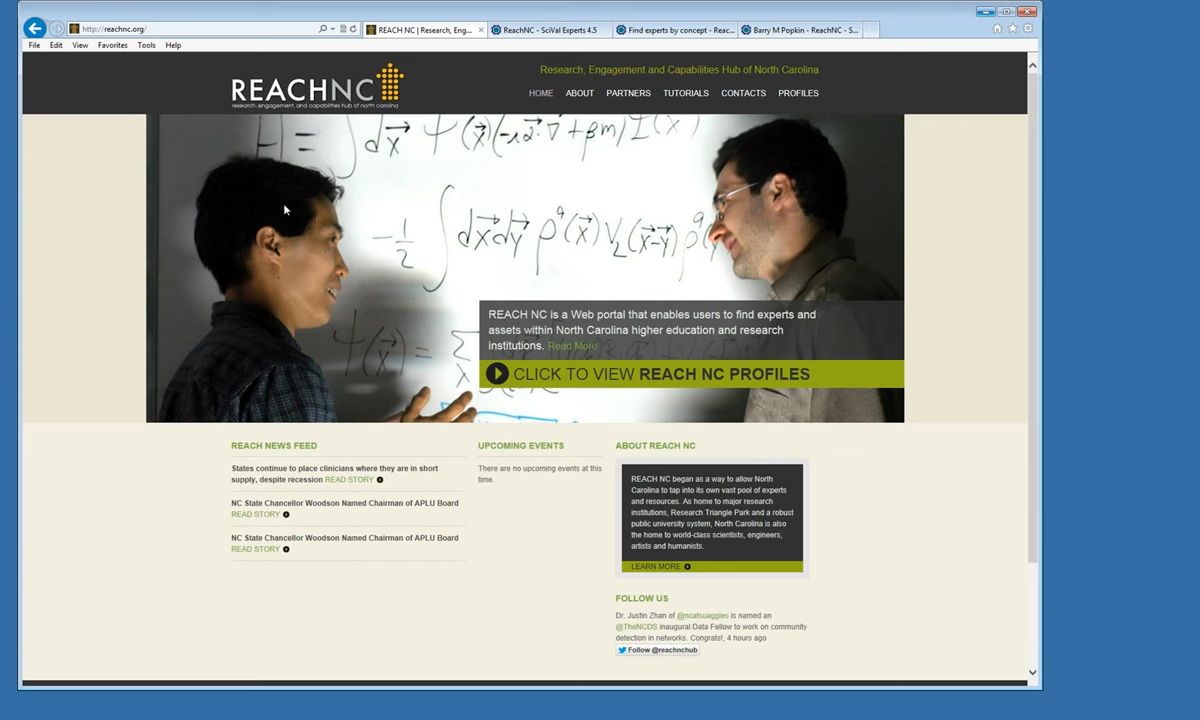 http://reachnc.org/
REACH NC | Research, Eng...
ReachNC - SciVal Experts 4.5
Find experts by concept - Reac...
Barry M Popkin - ReachNC - S...
File Edit View Favorites Tools Help
REACHNC
research, engagement, and capabilities hub of north carolina
Research, Engagement and Capabilities Hub of North Carolina
HOME ABOUT PARTNERS TUTORIALS CONTACTS PROFILES
REACH NC is a Web portal that enables users to find experts and
assets within North Carolina higher education and research
institutions. Read More
CLICK TO VIEW REACH NC PROFILES
REACH NEWS FEED
States continue to place clinicians where they are in short
supply, despite recession READ STORY
NC State Chancellor Woodson Named Chairman of APLU Board
READ STORY
NC State Chancellor Woodson Named Chairman of APLU Board
READ STORY
UPCOMING EVENTS
There are no upcoming events at this
time.
ABOUT REACH NC
REACH NC began as a way to allow North
Carolina to tap into its own vast pool of experts
and resources. As home to major research
institutions, Research Triangle Park and a robust
public university system, North Carolina is also
the home to world-class scientists, engineers,
artists and humanists.
LEARN MORE
FOLLOW US
Dr. Justin Zhan of @ncatsuaggies is named an
@TheNCDS inaugural Data Fellow to work on community
detection in networks. Congrats!, 4 hours ago
Follow @reachnchub